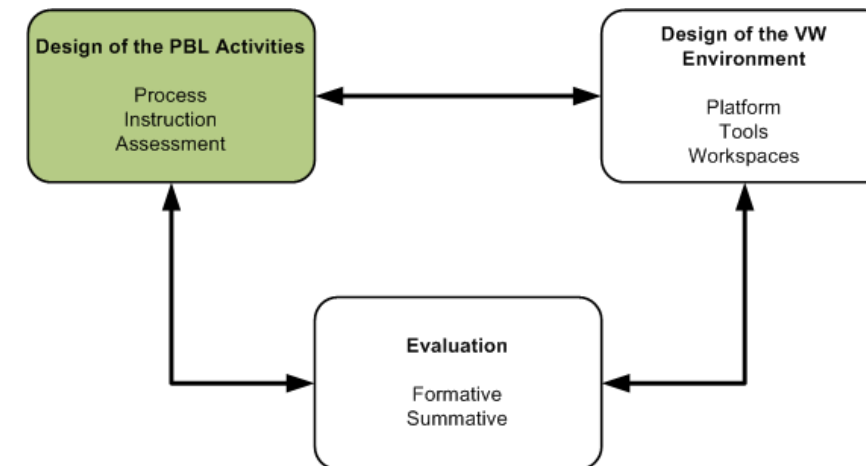 Design of the PBL Activities
Process
Instruction
Assessment
Design of the VW
Environment
Platform
Tools
Workspaces
Evaluation
Formative
Summative